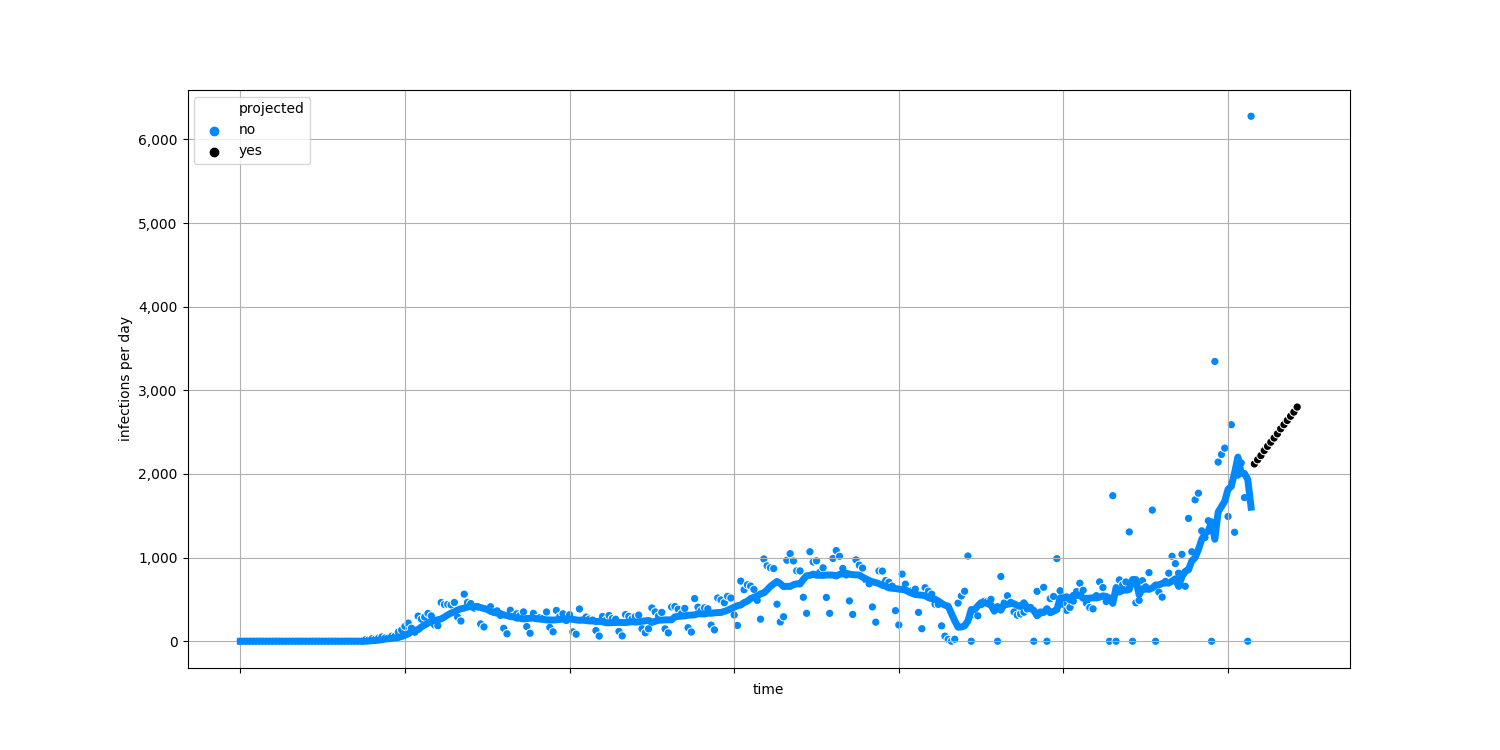 projected
no
yes
6,000
5,000
4,000
3,000
2,000
1,000
0
infections per day
time